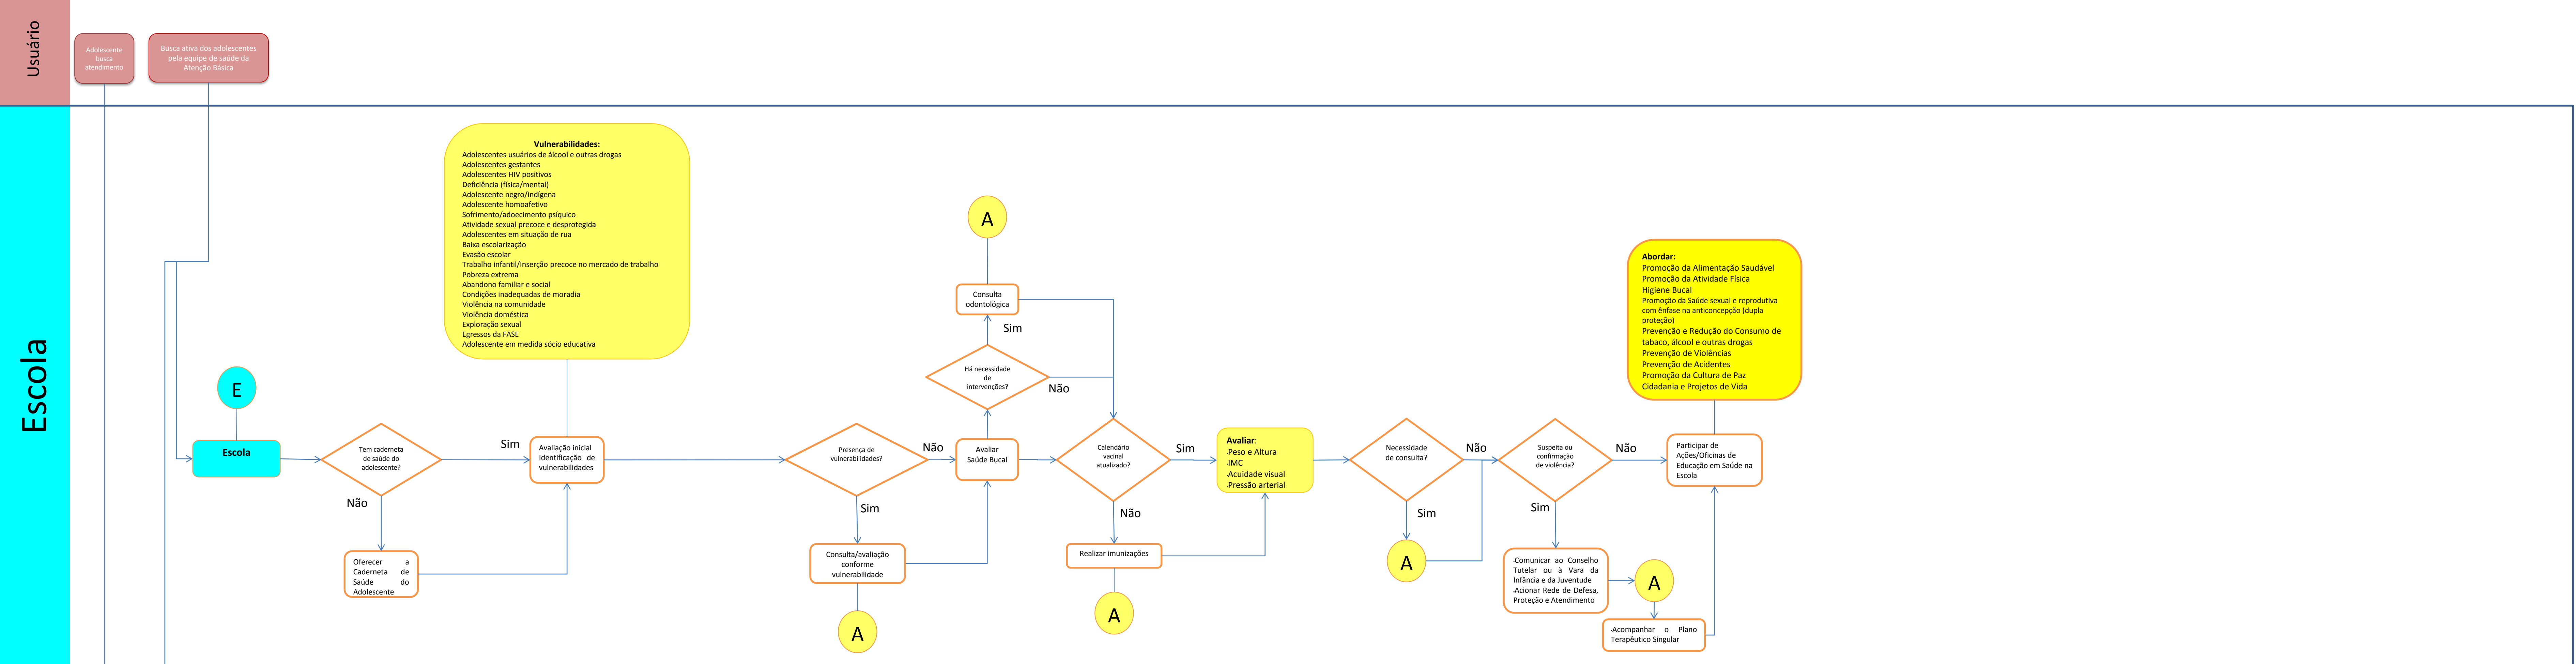 Usuário
Adolescente
busca
atendimento
Busca ativa dos adolescentes
pela equipe de saúde da
Atenção Básica
Escola
E
Escola
Tem caderneta
de saúde do
adolescente?
Sim
Não
Oferecer a
Caderneta de
Saúde do
Adolescente
Vulnerabilidades:
Adolescentes usuários de álcool e outras drogas
Adolescentes gestantes
Adolescentes HIV positivos
Deficiência (física/mental)
Adolescente negro/indígena
Adolescente homoafetivo
Sofrimento/adoecimento psíquico
Atividade sexual precoce e desprotegida
Adolescentes em situação de rua
Baixa escolarização
Evasão escolar
Trabalho infantil/Inserção precoce no mercado de trabalho
Pobreza extrema
Abandono familiar e social
Condições inadequadas de moradia
Violência na comunidade
Violência doméstica
Exploração sexual
Egressos da FASE
Adolescente em medida sócio educativa
Avaliação inicial
Identificação de
vulnerabilidades
Presença de
vulnerabilidades?
Não
Sim
Consulta/avaliação
conforme
vulnerabilidade
A
A
Consulta
odontológica
Sim
Há necessidade
de
intervenções?
Não
Avaliar
Saúde Bucal
Calendário
vacinal
atualizado?
Sim
Não
Realizar imunizações
A
Avaliar:
-Peso e Altura
-IMC
-Acuidade visual
-Pressão arterial
Necessidade
de consulta?
Não
Sim
A
Suspeita ou
confirmação
de violência?
Não
Sim
-Comunicar ao Conselho
Tutelar ou à Vara da
Infância e da Juventude
-Acionar Rede de Defesa,
Proteção e Atendimento
A
-Acompanhar o Plano
Terapêutico Singular
Abordar:
Promoção da Alimentação Saudável
Promoção da Atividade Física
Higiene Bucal
Promoção da Saúde sexual e reprodutiva
com ênfase na anticoncepção (dupla
proteção)
Prevenção e Redução do Consumo de
tabaco, álcool e outras drogas
Prevenção de Violências
Prevenção de Acidentes
Promoção da Cultura de Paz
Cidadania e Projetos de Vida
Participar de
Ações/Oficinas de
Educação em Saúde na
Escola